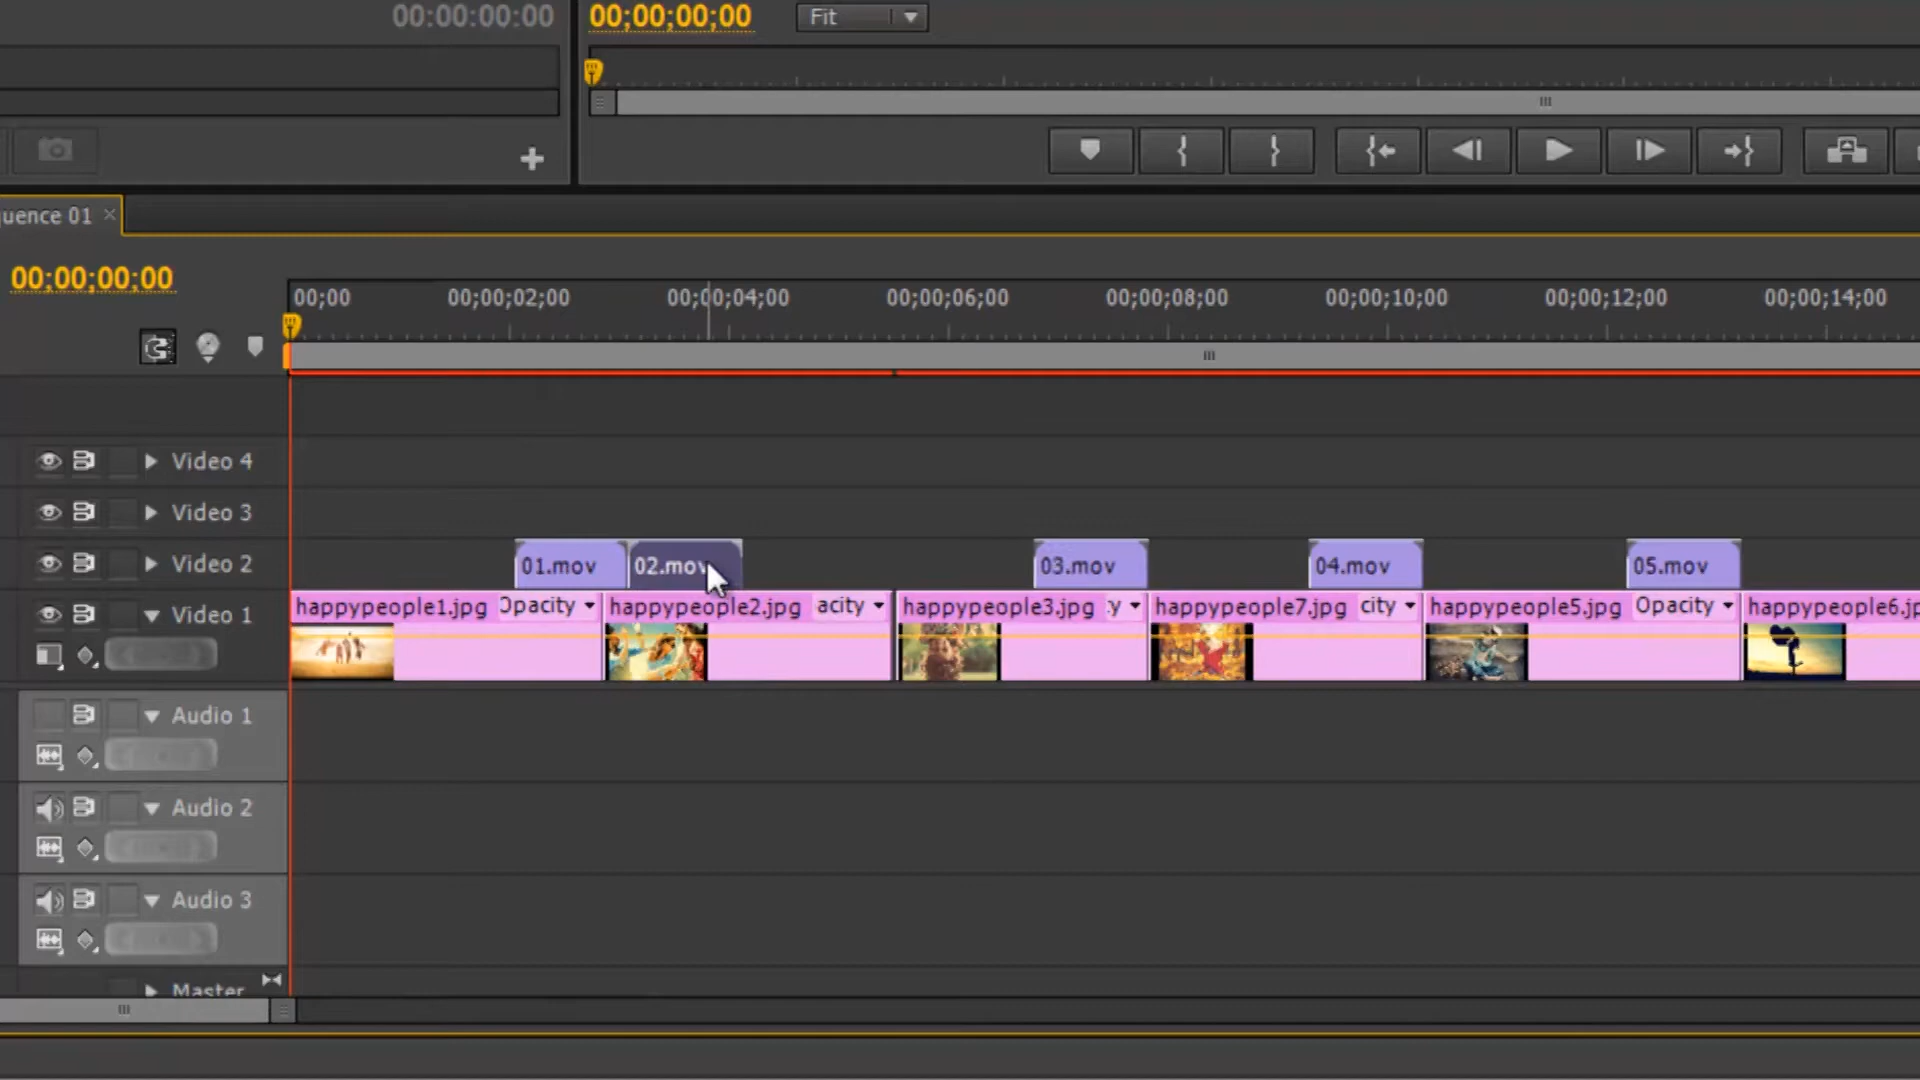 00:00:00:00
00;00;00;00
Fit
uence 01 ×
00;00;00;00
00;00 00;00;02;00 00;00;04;00 00;00;06;00 00;00;08;00 00;00;10;00 00;00;12;00 00;00;14;00
Video 4
Video 3
Video 2
01.mov 02.mov 03.mov 04.mov 05.mov
Video 1
happypeople1.jpg Opacity happypeople2.jpg acity happypeople3.jpg :y happypeople7.jpg city happypeople5.jpg Opacity happypeople6.jp
Audio 1
Audio 2
Audio 3
Master